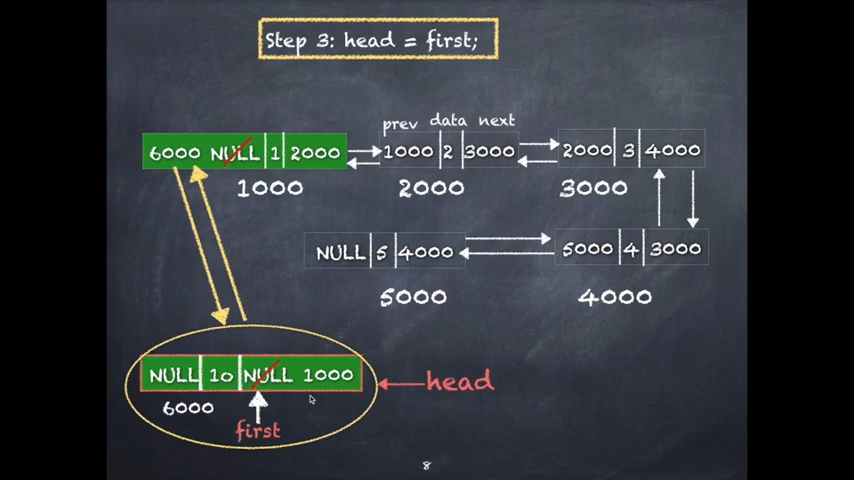 Step 3: head = first;
prev data next
6000 NULL 1 2000
1000 2 3000
2000 3 4000
1000
2000
3000
NULL 5 4000
5000 4 3000
5000
4000
NULL 10 NULL 1000
head
6000
first
8